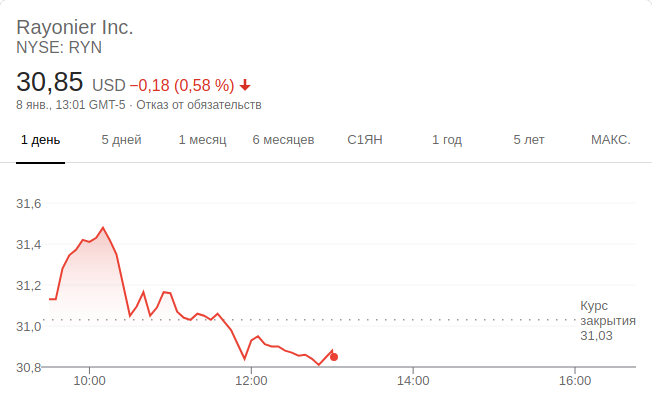 Rayonier Inc.
NYSE: RYN
30,85 USD −0,18 (0,58 %)
8 янв., 13:01 GMT-5 · Отказ от обязательств
1 день 5 дней 1 месяц 6 месяцев С1ЯН 1 год 5 лет МАКС.
31,6
31,4
31,2
31,0
30,8
Курс
закрытия
31,03
10:00 12:00 14:00 16:00